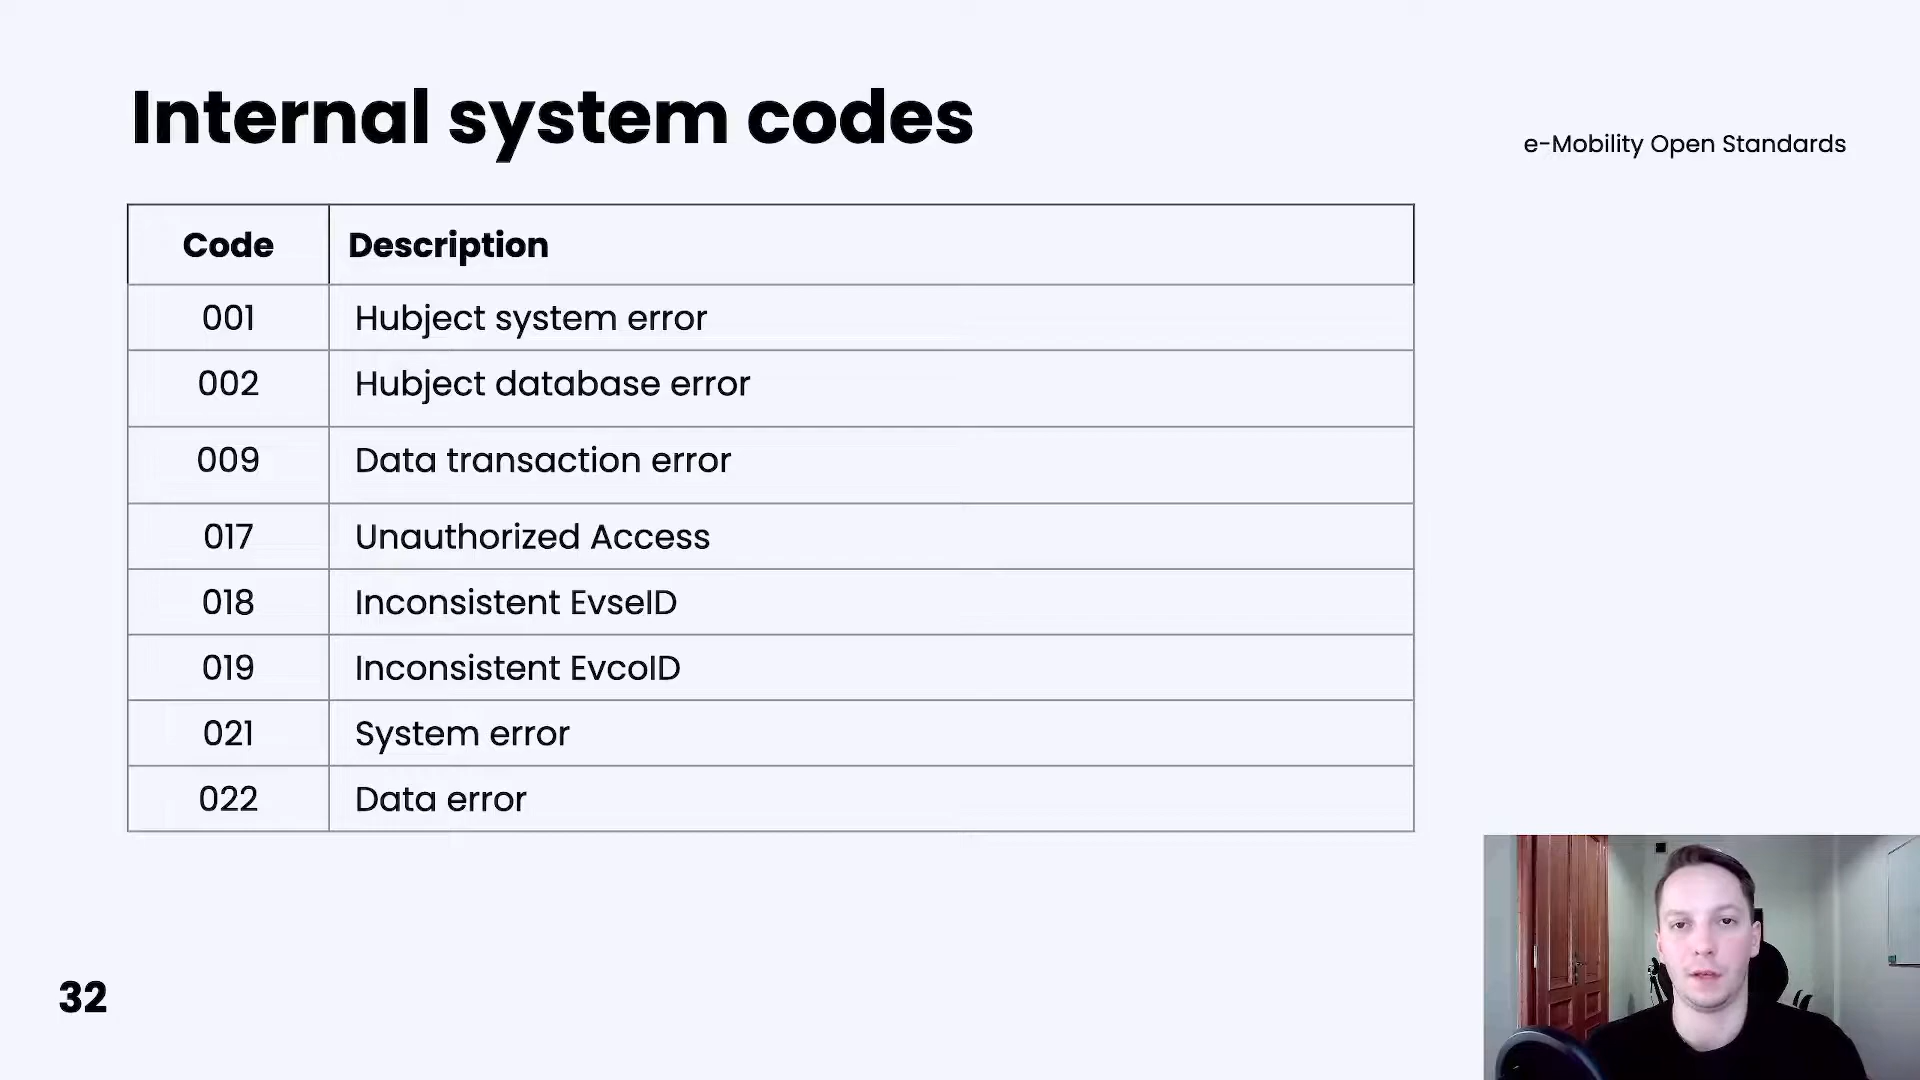 Internal system codes
e-Mobility Open Standards
Code Description
001 Hubject system error
002 Hubject database error
009 Data transaction error
017 Unauthorized Access
018 Inconsistent EvseID
019 Inconsistent EvcoID
021 System error
022 Data error
32